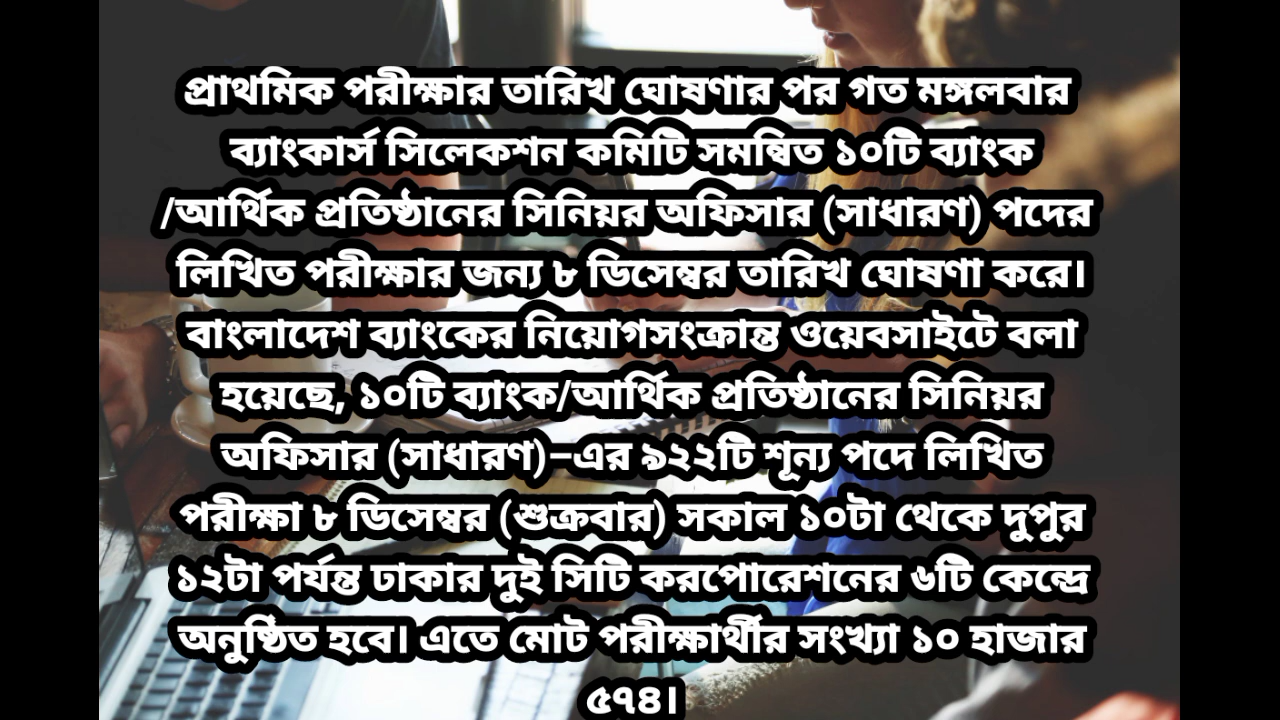 প্রাথমিক পরীক্ষার তারিখ ঘোষণার পর গত মঙ্গলবার
ব্যাংকার্স সিলেকশন কমিটি সমন্বিত ১০টি ব্যাংক
/আর্থিক প্রতিষ্ঠানের সিনিয়র অফিসার (সাধারণ) পদের
লিখিত পরীক্ষার জন্য ৮ ডিসেম্বর তারিখ ঘোষণা করে।
বাংলাদেশ ব্যাংকের নিয়োগসংক্রান্ত ওয়েবসাইটে বলা
হয়েছে, ১০টি ব্যাংক/আর্থিক প্রতিষ্ঠানের সিনিয়র
অফিসার (সাধারণ)–এর ৯২২টি শূন্য পদে লিখিত
পরীক্ষা ৮ ডিসেম্বর (শুক্রবার) সকাল ১০টা থেকে দুপুর
১২টা পর্যন্ত ঢাকার দুই সিটি করপোরেশনের ৬টি কেন্দ্রে
অনুষ্ঠিত হবে। এতে মোট পরীক্ষার্থীর সংখ্যা ১০ হাজার
৫৭৪।